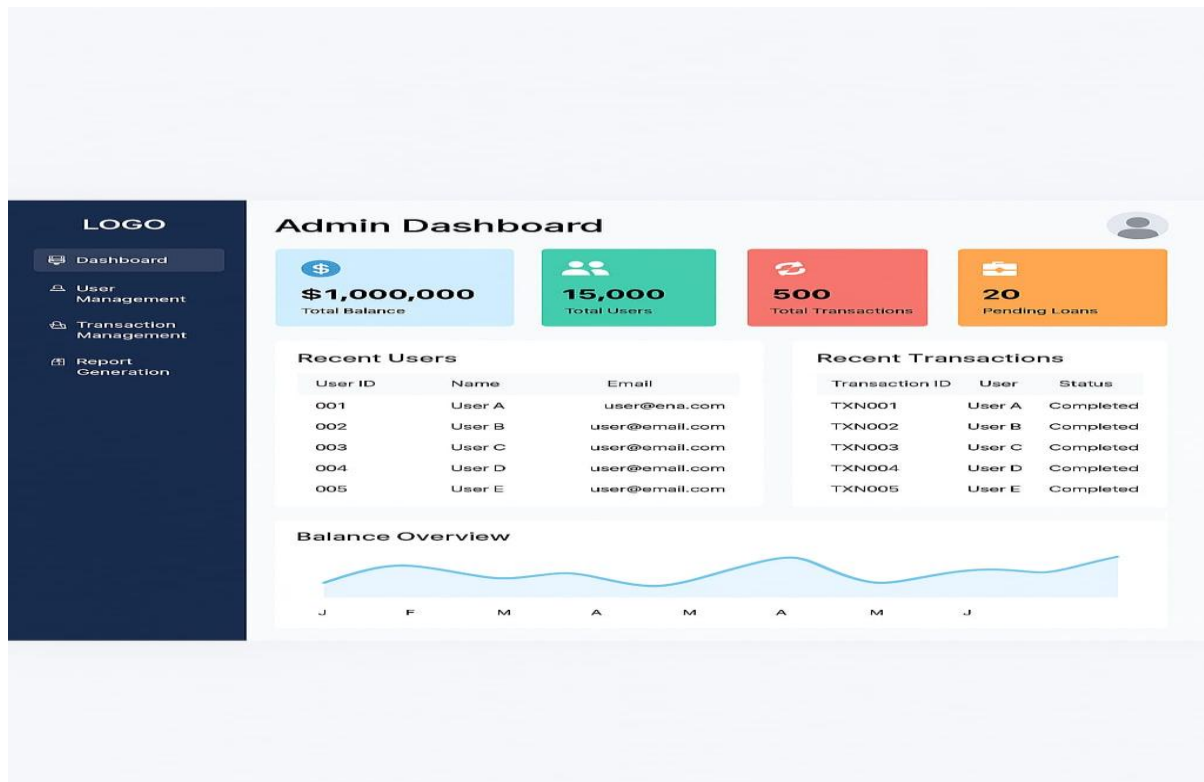 LOGO
Dashboard
User
Management
Transaction
Management
Report
Generation
Admin Dashboard
$
$1,000,000
Total Balance
15,000
Total Users
500
Total Transactions
20
Pending Loans
Recent Users
User ID Name Email
001 User A user@ena.com
002 User B user@email.com
003 User C user@email.com
004 User D user@email.com
005 User E user@email.com
Recent Transactions
Transaction ID User Status
TXN001 User A Completed
TXN002 User B Completed
TXN003 User C Completed
TXN004 User D Completed
TXN005 User E Completed
Balance Overview
J F M A M A M J